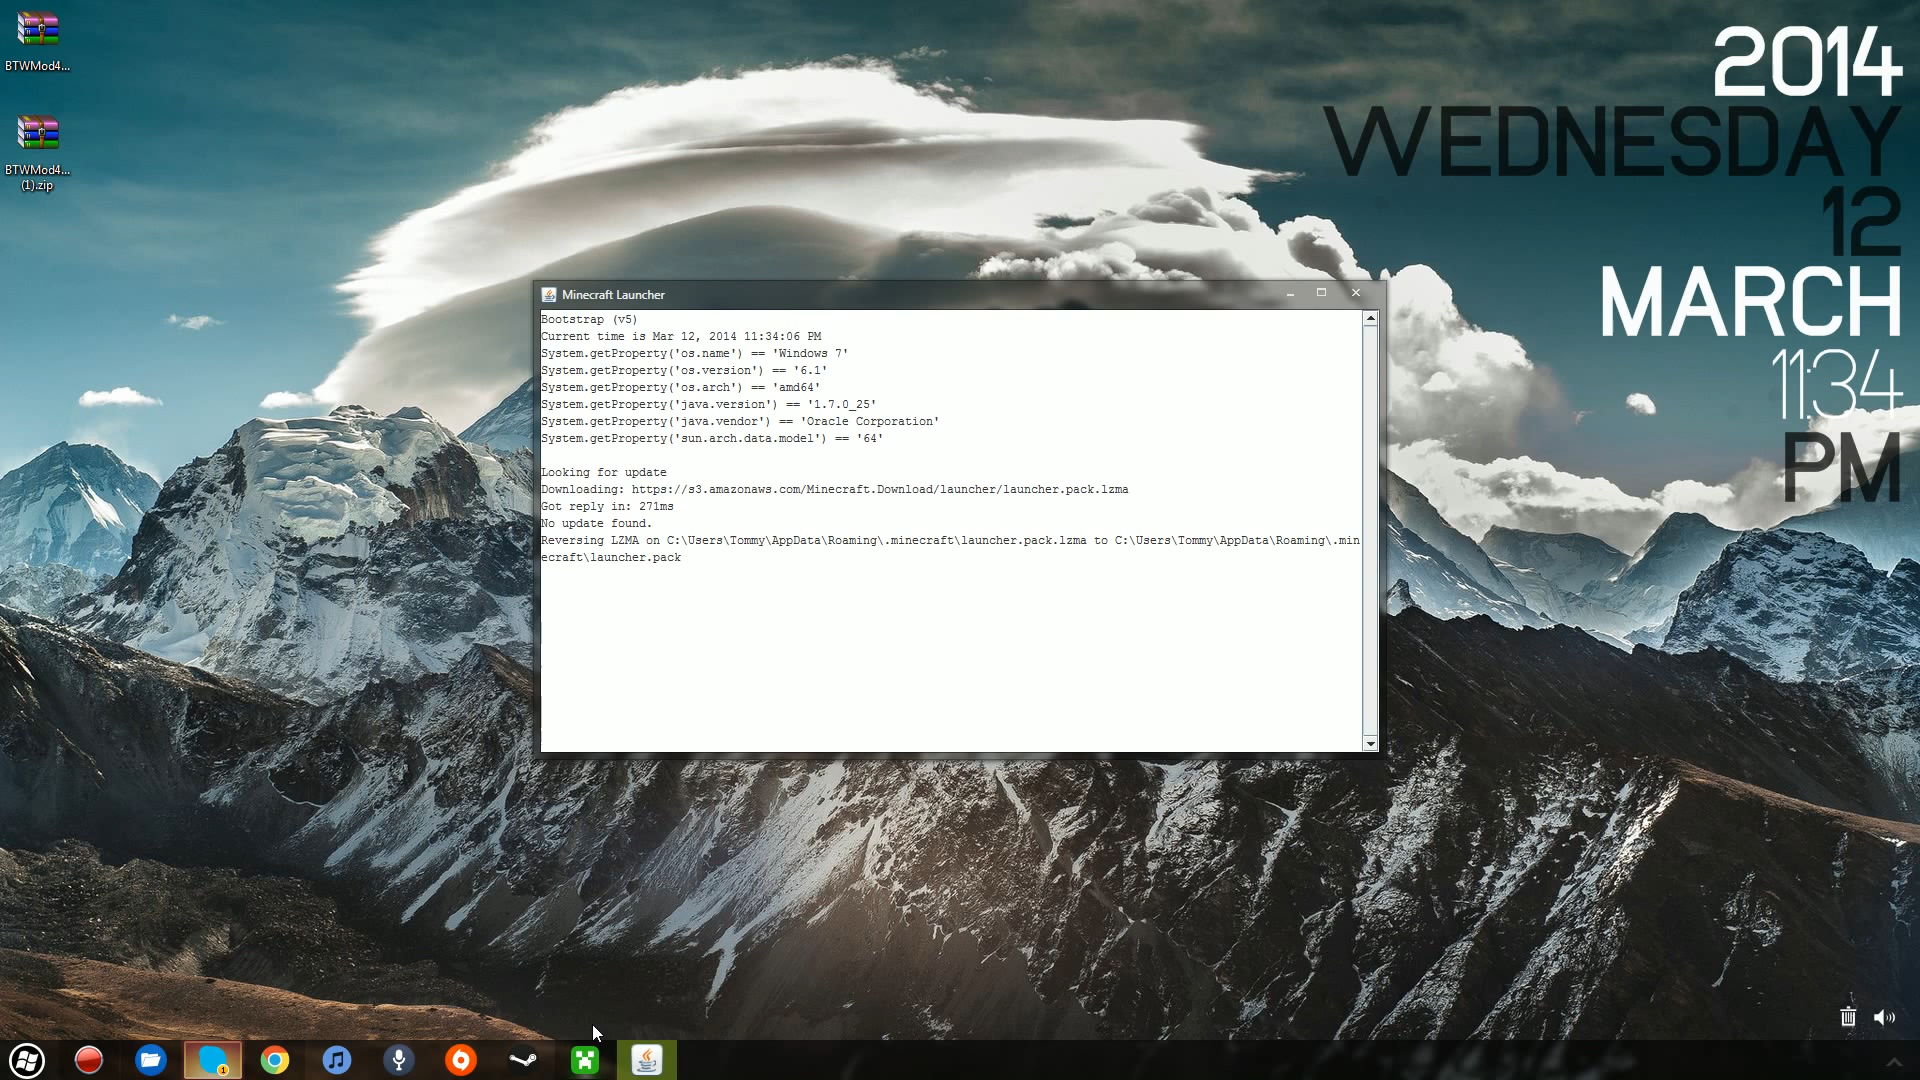 BTWMod4...
BTWMod4...
(1).zip
2014
WEDNESDAY
12
MARCH
11:34
PM
Minecraft Launcher
Bootstrap (v5)
Current time is Mar 12, 2014 11:34:06 PM
System.getProperty('os.name') == 'Windows 7'
System.getProperty('os.version') == '6.1'
System.getProperty('os.arch') == 'amd64'
System.getProperty('java.version') == '1.7.0_25'
System.getProperty('java.vendor') == 'Oracle Corporation'
System.getProperty('sun.arch.data.model') == '64'
Looking for update
Downloading: https://s3.amazonaws.com/Minecraft.Download/launcher/launcher.pack.lzma
Got reply in: 271ms
No update found.
Reversing LZMA on C:\Users\Tommy\AppData\Roaming\.minecraft\launcher.pack.lzma to C:\Users\Tommy\AppData\Roaming\.min
ecraft\launcher.pack
1